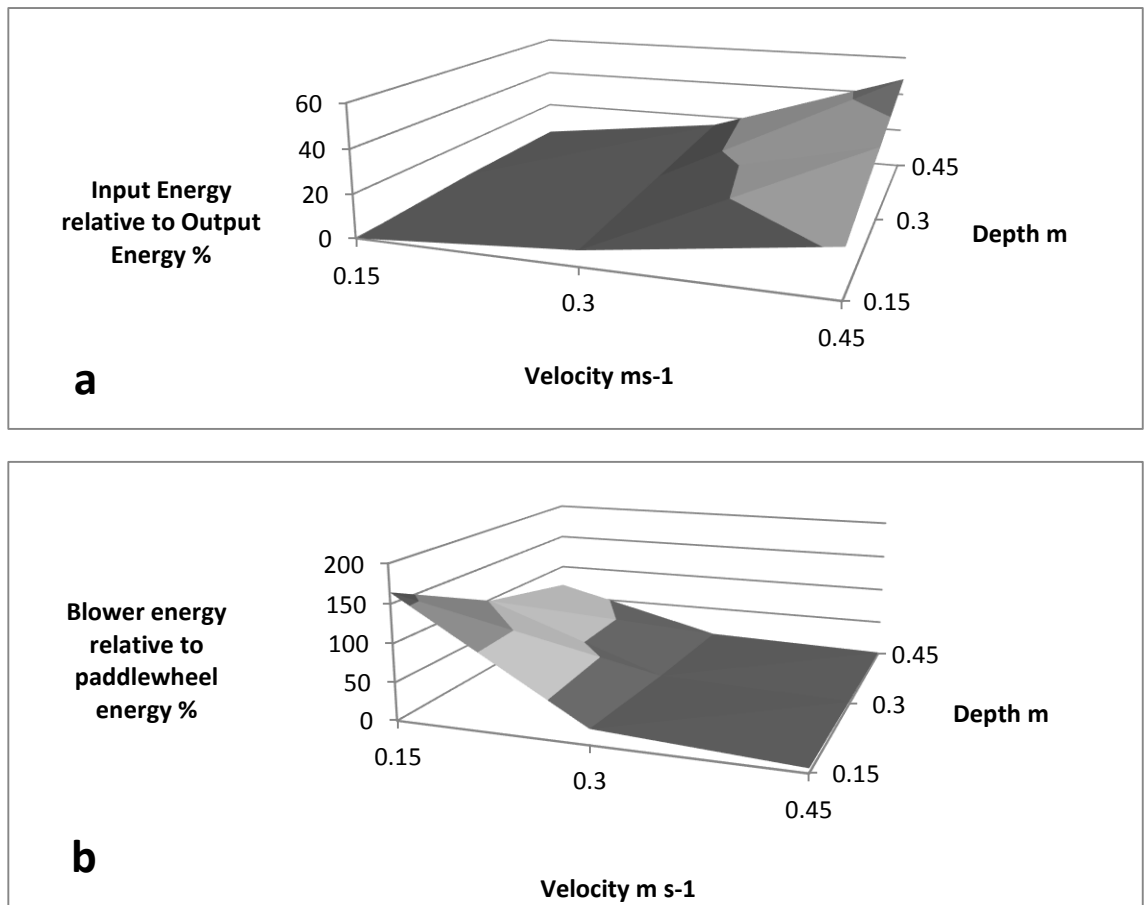 60
40
20
0
Input Energy
relative to Output
Energy %
0.15
0.3
0.45
0.15
0.3
0.45
Depth m
Velocity ms-1
a
200
150
100
50
0
Blower energy
relative to
paddlewheel
energy %
0.15
0.3
0.45
0.15
0.3
0.45
Depth m
Velocity m s-1
b